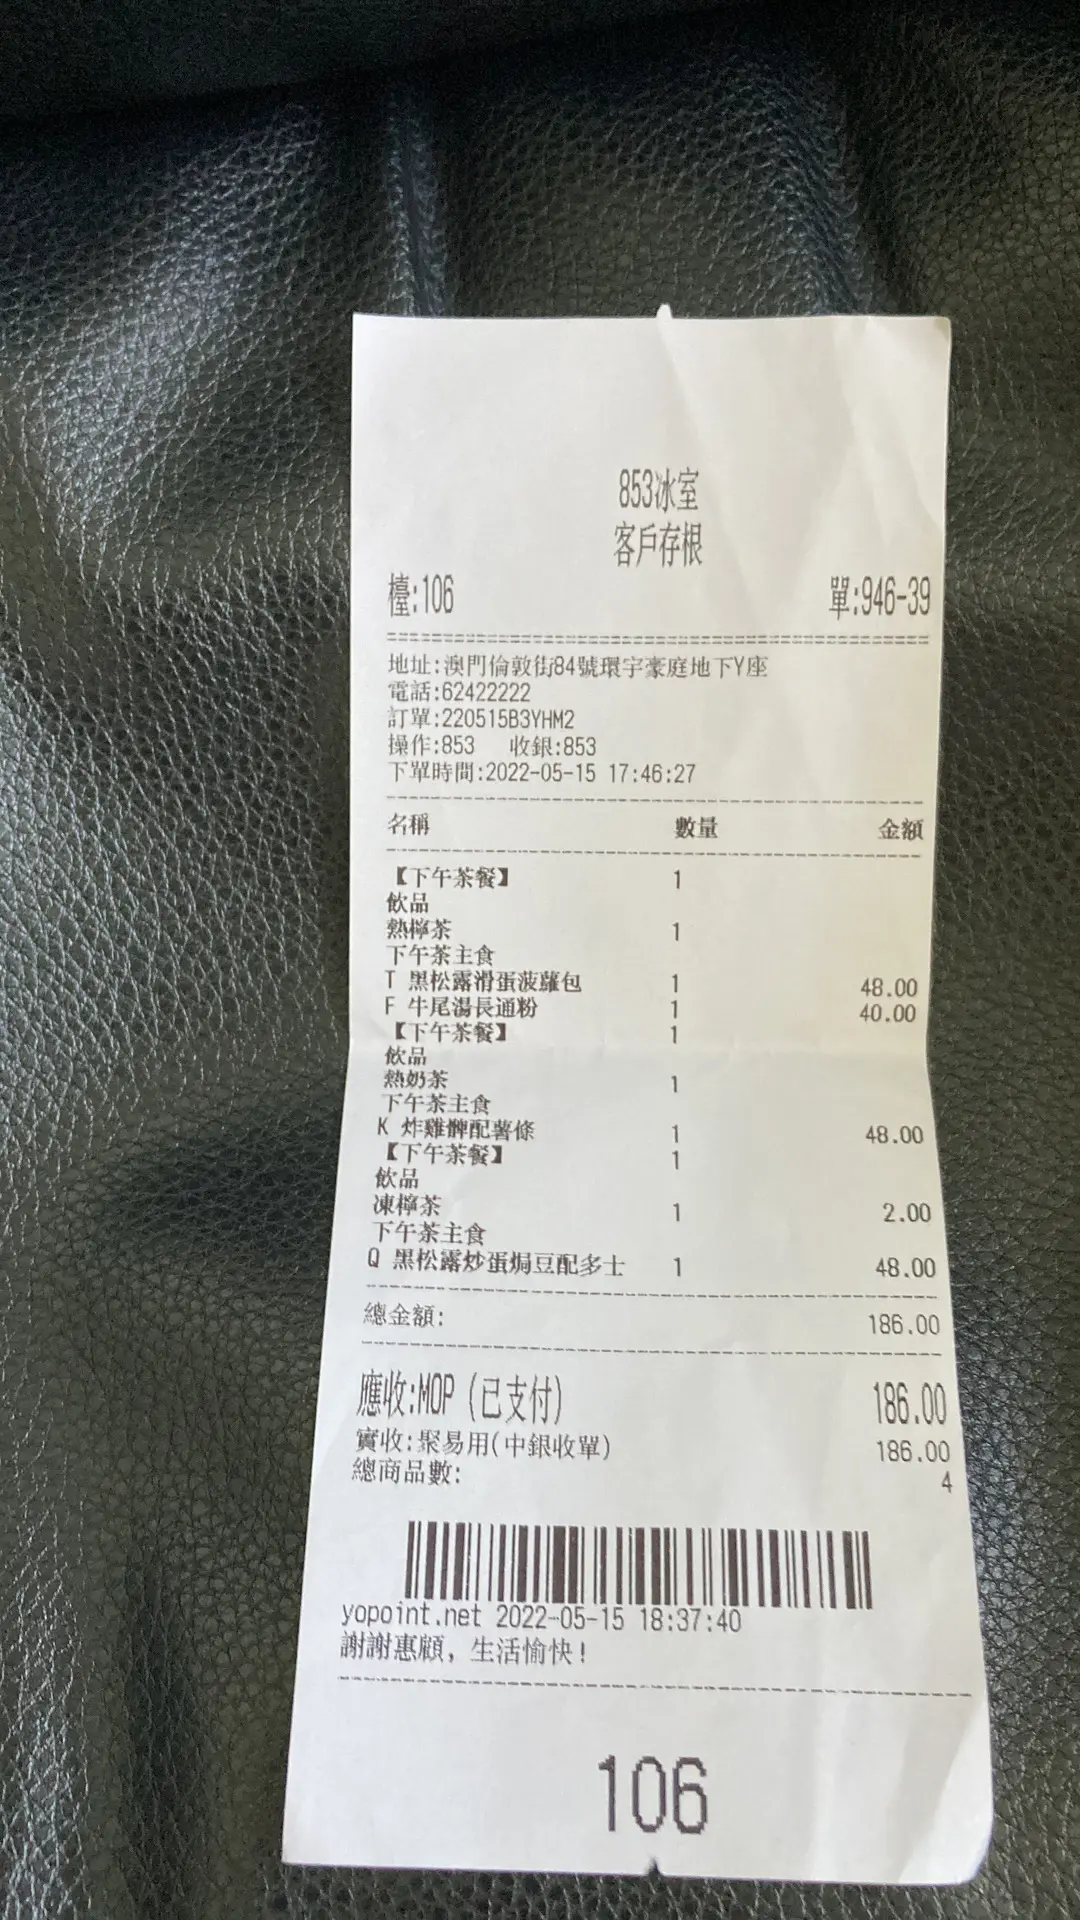 853冰室
客戶存根
檯:106 單:946-39
地址:澳門倫敦街84號環宇豪庭地下Y座
電話:62422222
訂單:220515B3YHM2
操作:853 收銀:853
下單時間:2022-05-15 17:46:27
名稱 數量 金額
【下午茶餐】 1
飲品
熱檸茶 1
下午茶主食
T 黑松露滑蛋菠蘿包 1 48.00
F 牛尾湯長通粉 1 40.00
【下午茶餐】 1
飲品
熱奶茶 1
下午茶主食
K 炸雞髀配薯條 1 48.00
【下午茶餐】 1
飲品
凍檸茶 1 2.00
下午茶主食
Q 黑松露炒蛋焗豆配多士 1 48.00
總金額: 186.00
應收:MOP (已支付) 186.00
實收:聚易用(中銀收單) 186.00
總商品數: 4
yopoint.net 2022-05-15 18:37:40
謝謝惠顧, 生活愉快!
106